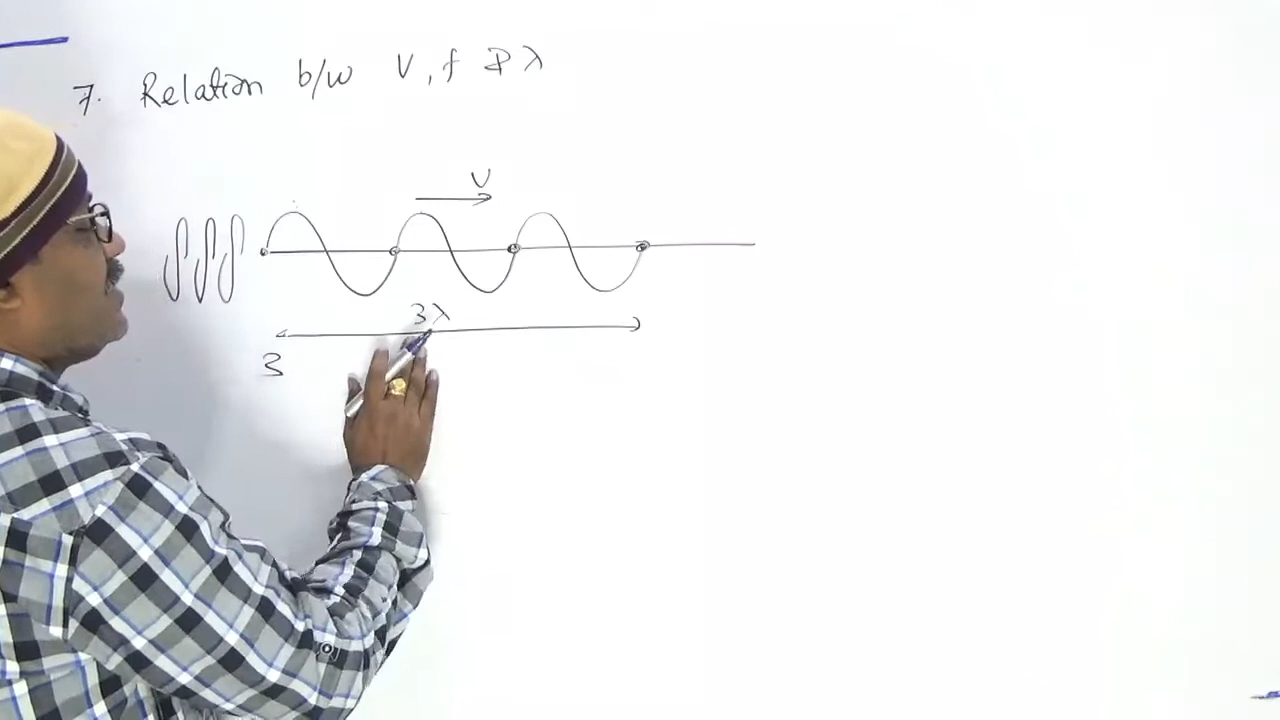 7. Relation b/w V, f & λ
V
3λ
3